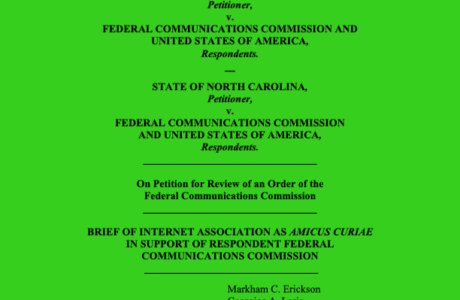 Petitioner,
v.
FEDERAL COMMUNICATIONS COMMISSION AND
UNITED STATES OF AMERICA,
Respondents.
—
STATE OF NORTH CAROLINA,
Petitioner,
v.
FEDERAL COMMUNICATIONS COMMISSION
AND UNITED STATES OF AMERICA,
Respondents.
On Petition for Review of an Order of the
Federal Communications Commission
BRIEF OF INTERNET ASSOCIATION AS AMICUS CURIAE
IN SUPPORT OF RESPONDENT FEDERAL
COMMUNICATIONS COMMISSION
Markham C. Erickson